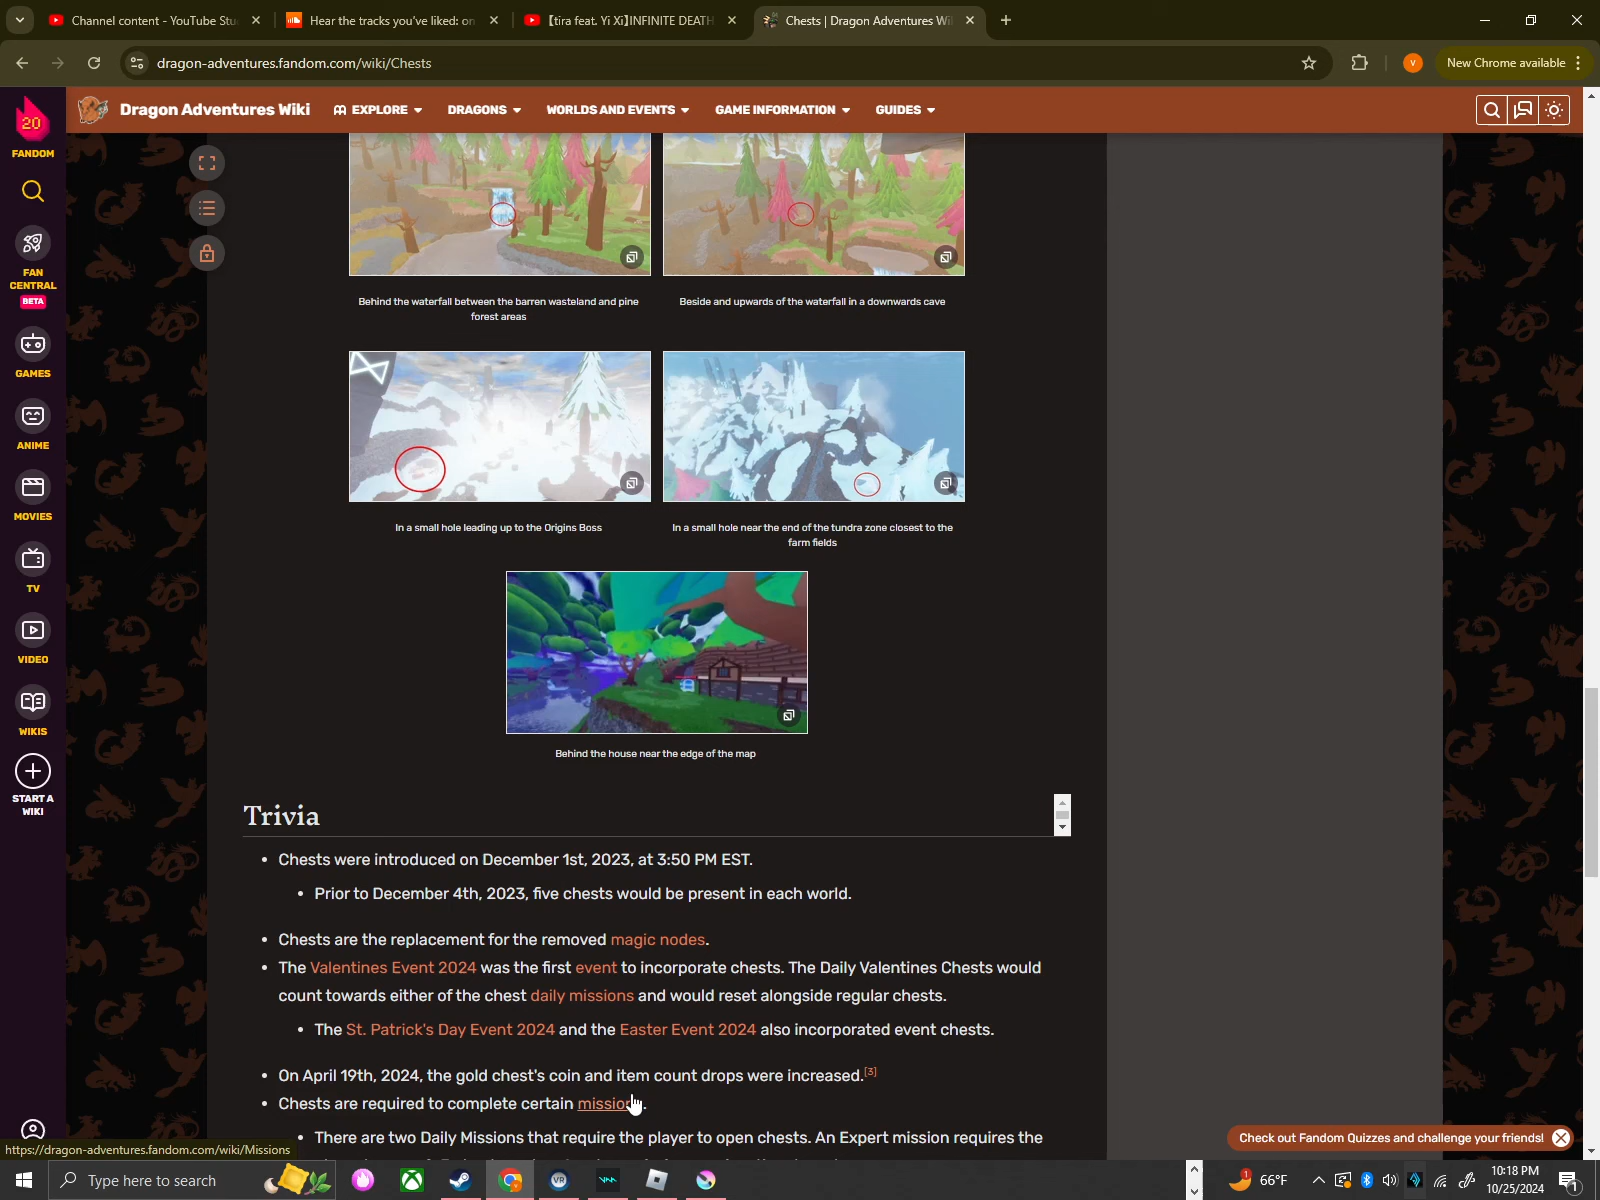 Channel content - YouTube Stu
Hear the tracks you've liked: on
【tira feat. Yi Xi】INFINITE DEATH
Chests | Dragon Adventures Wi
dragon-adventures.fandom.com/wiki/Chests
V
New Chrome available
20
FANDOM
FAN CENTRAL
BETA
GAMES
ANIME
MOVIES
TV
VIDEO
WIKIS
START A
WIKI
Dragon Adventures Wiki
EXPLORE
DRAGONS
WORLDS AND EVENTS
GAME INFORMATION
GUIDES
Behind the waterfall between the barren wasteland and pine
forest areas
Beside and upwards of the waterfall in a downwards cave
In a small hole leading up to the Origins Boss
In a small hole near the end of the tundra zone closest to the
farm fields
Behind the house near the edge of the map
Trivia
• Chests were introduced on December 1st, 2023, at 3:50 PM EST.
• Prior to December 4th, 2023, five chests would be present in each world.
• Chests are the replacement for the removed magic nodes.
• The Valentines Event 2024 was the first event to incorporate chests. The Daily Valentines Chests would
count towards either of the chest daily missions and would reset alongside regular chests.
• The St. Patrick's Day Event 2024 and the Easter Event 2024 also incorporated event chests.
• On April 19th, 2024, the gold chest's coin and item count drops were increased.[3]
• Chests are required to complete certain missions.
• There are two Daily Missions that require the player to open chests. An Expert mission requires the
https://dragon-adventures.fandom.com/wiki/Missions
Check out Fandom Quizzes and challenge your friends!
Type here to search
VR
1
66°F
10:18 PM
10/25/2024
1